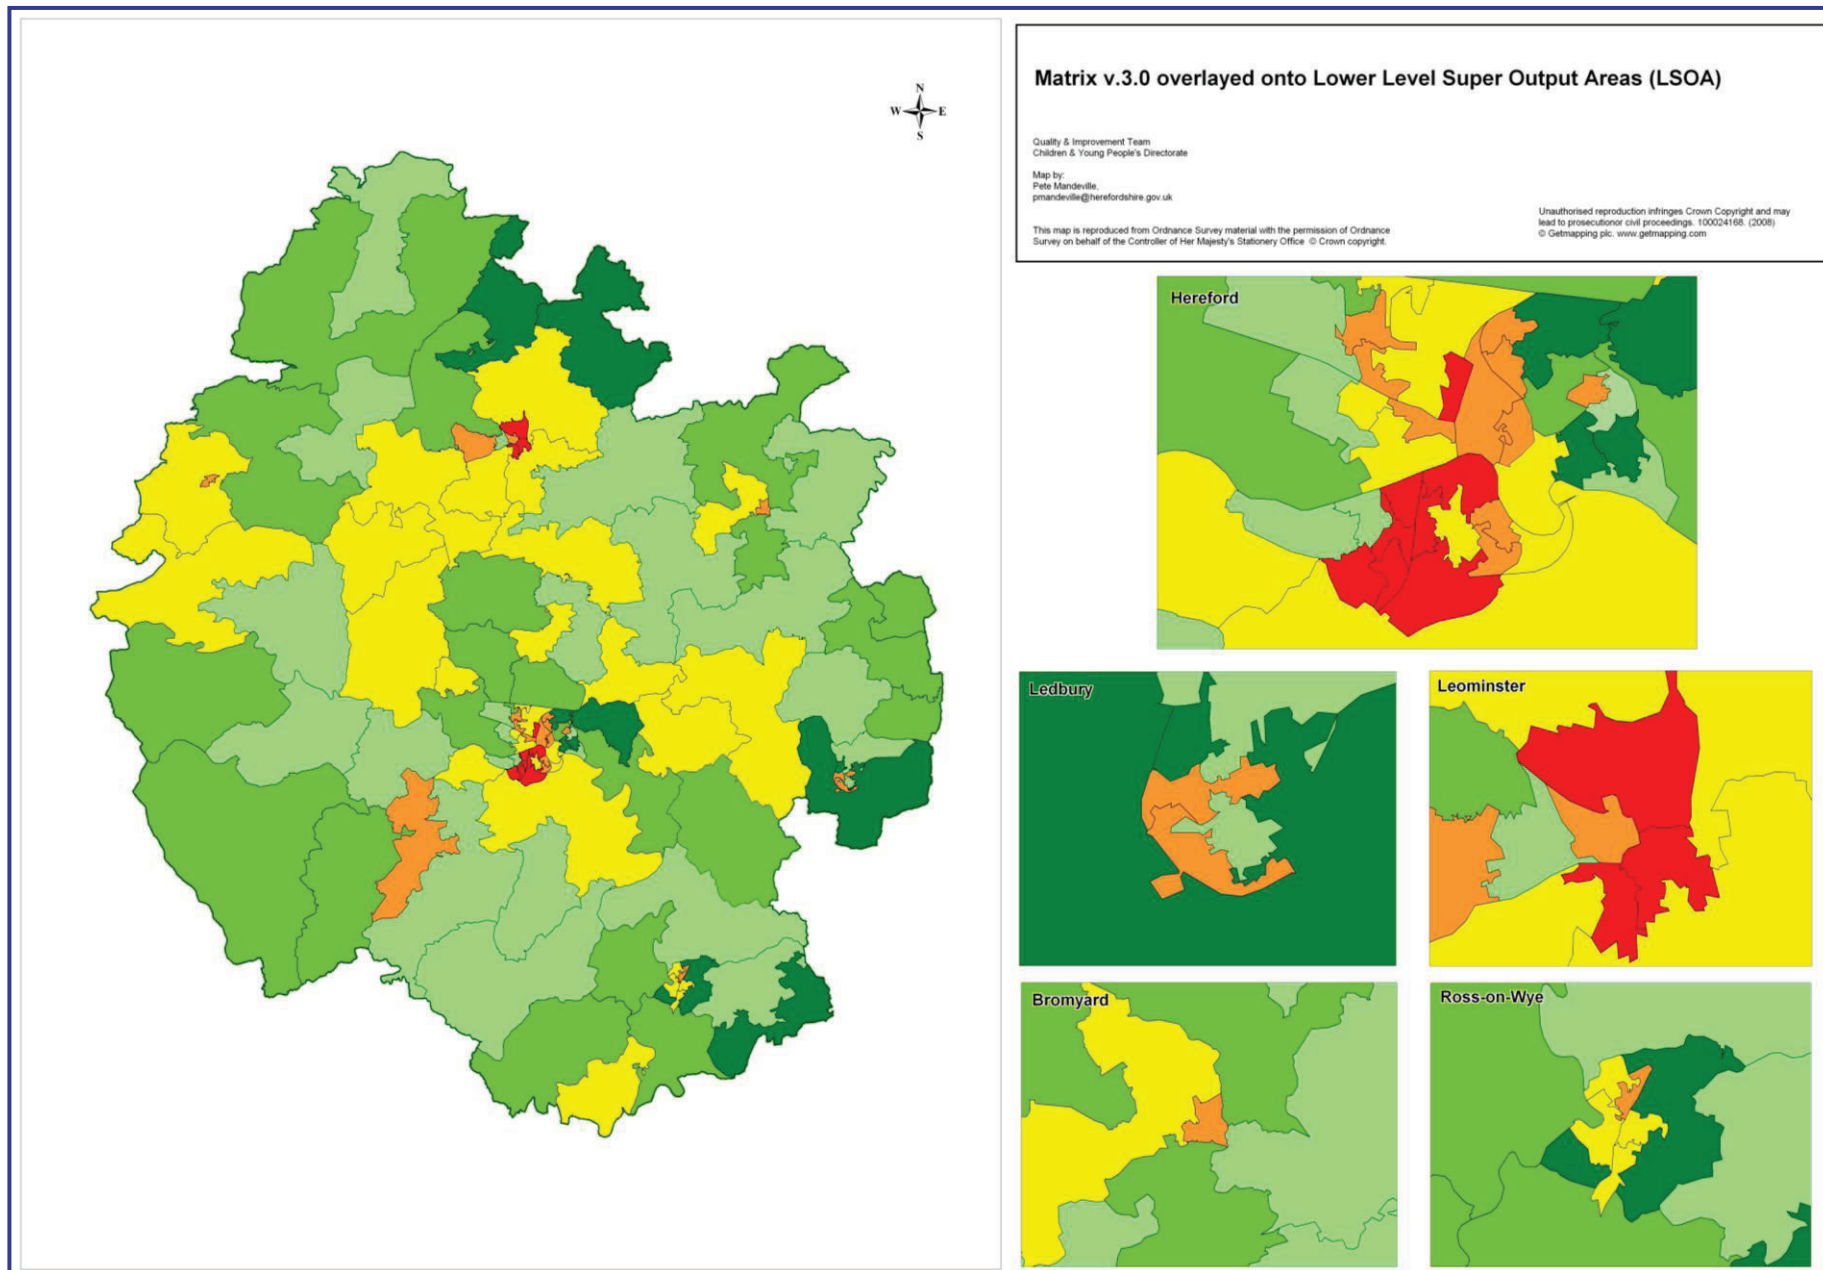 N
W E
S
Matrix v.3.0 overlayed onto Lower Level Super Output Areas (LSOA)
Quality & Improvement Team
Children & Young People's Directorate
Map by:
Pete Mandeville,
pmandeville@herefordshire.gov.uk
This map is reproduced from Ordnance Survey material with the permission of Ordnance
Survey on behalf of the Controller of Her Majesty's Stationery Office © Crown copyright.
Unauthorised reproduction infringes Crown Copyright and may
lead to prosecutionor civil proceedings. 100024168. (2008)
© Getmapping plc. www.getmapping.com
Hereford
Ledbury
Leominster
Bromyard
Ross-on-Wye